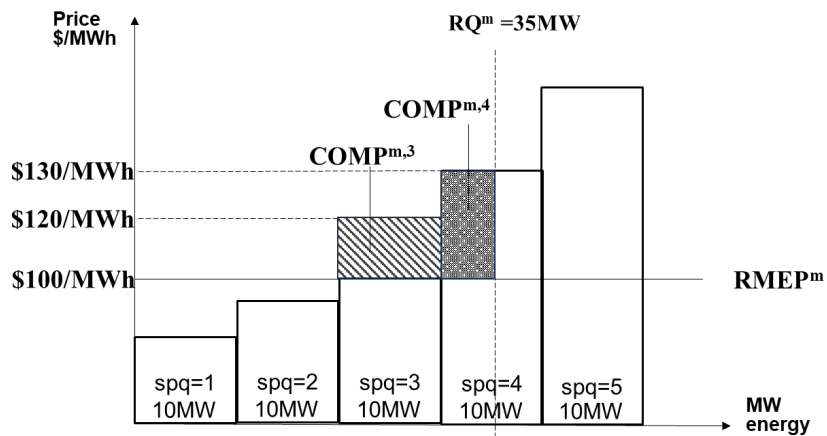 Price
$/MWh
RQᵐ =35MW
COMPᵐ,⁴
COMPᵐ,³
$130/MWh
$120/MWh
$100/MWh
RMEPᵐ
spq=1
10MW
spq=2
10MW
spq=3
10MW
spq=4
10MW
spq=5
10MW
MW
energy